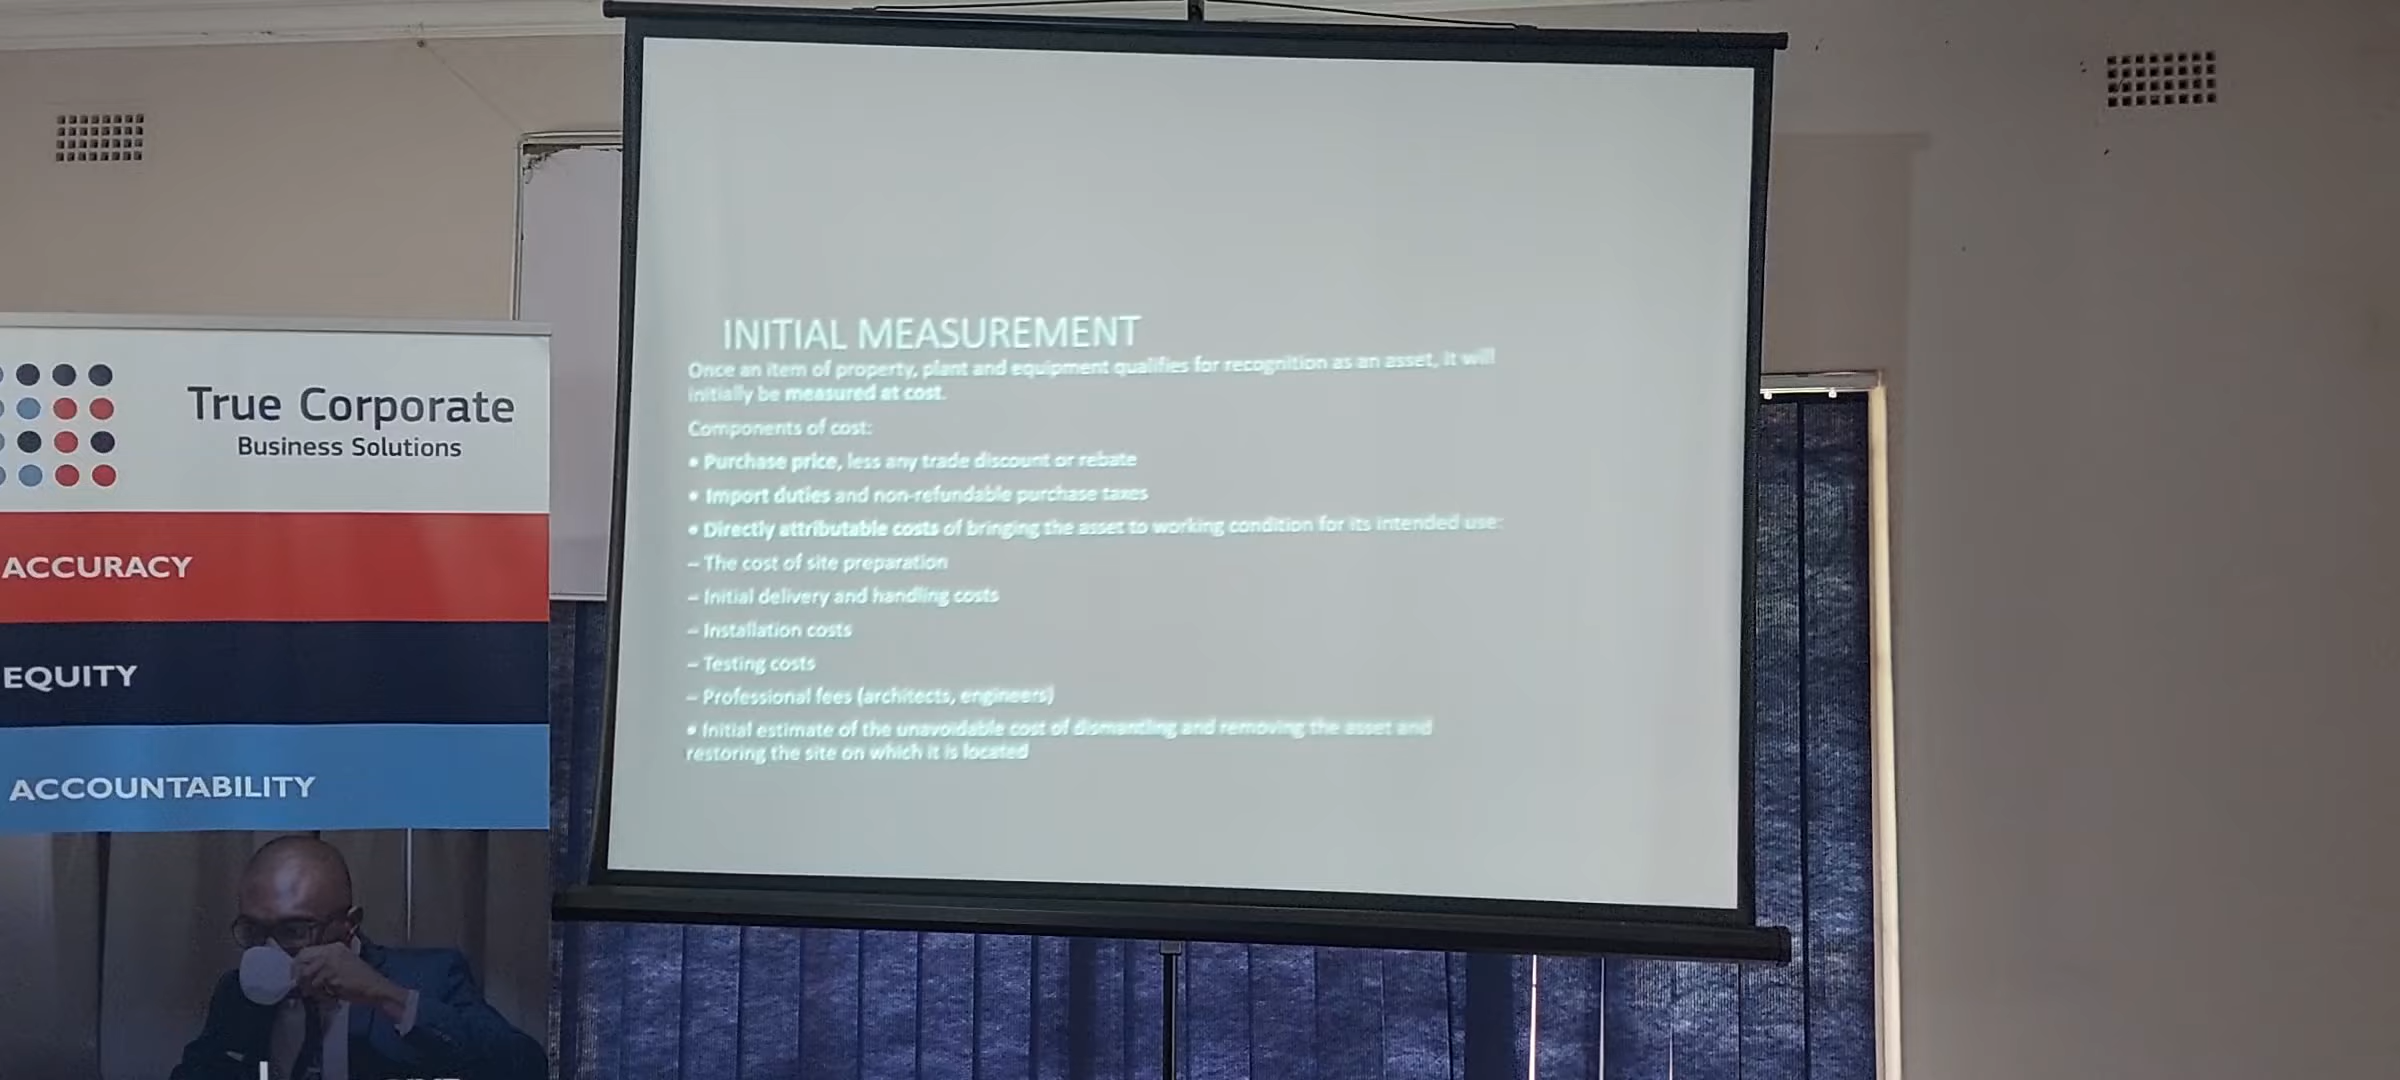 True Corporate
Business Solutions
ACCURACY
EQUITY
ACCOUNTABILITY
INITIAL MEASUREMENT
Once an item of property, plant and equipment qualifies for recognition as an asset, it will
initially be measured at cost.
Components of cost:
• Purchase price, less any trade discount or rebate
• Import duties and non-refundable purchase taxes
• Directly attributable costs of bringing the asset to working condition for its intended use:
– The cost of site preparation
– Initial delivery and handling costs
– Installation costs
– Testing costs
– Professional fees (architects, engineers)
• Initial estimate of the unavoidable cost of dismantling and removing the asset and
restoring the site on which it is located